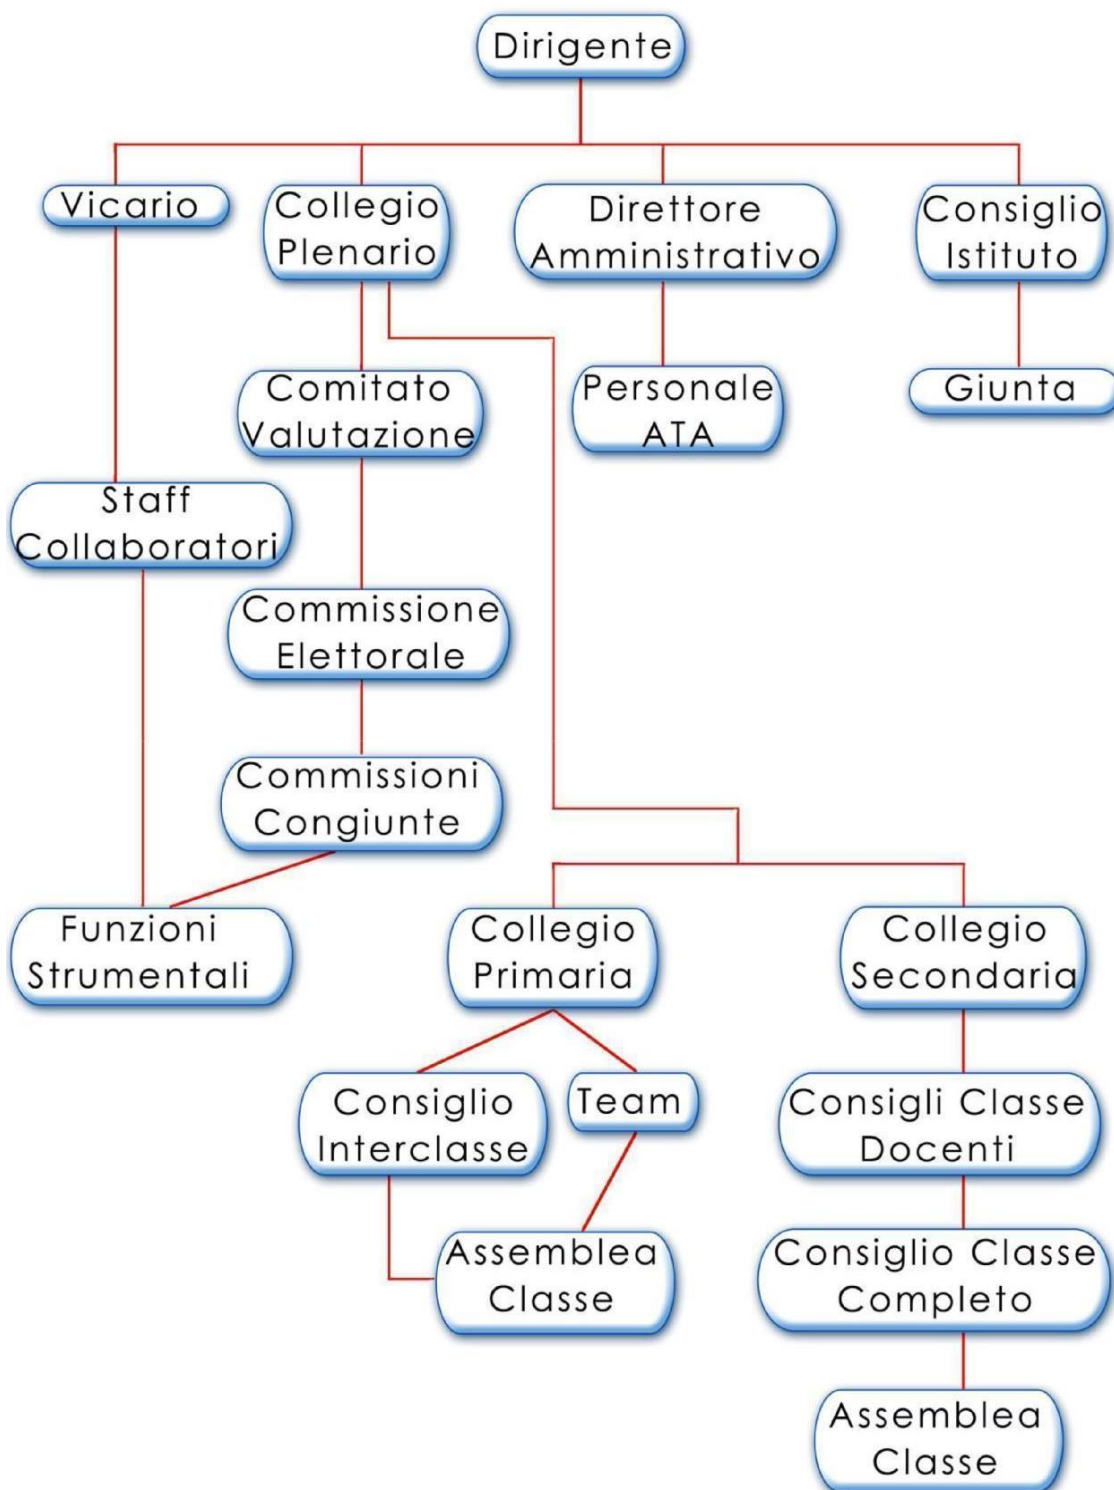 Dirigente
Vicario
Collegio
Plenario
Direttore
Amministrativo
Consiglio
Istituto
Comitato
Valutazione
Personale
ATA
Giunta
Staff
Collaboratori
Commissione
Elettorale
Commissioni
Congiunte
Funzioni
Strumentali
Collegio
Primaria
Collegio
Secondaria
Consiglio
Interclasse
Team
Consigli Classe
Docenti
Assemblea
Classe
Consiglio Classe
Completo
Assemblea
Classe